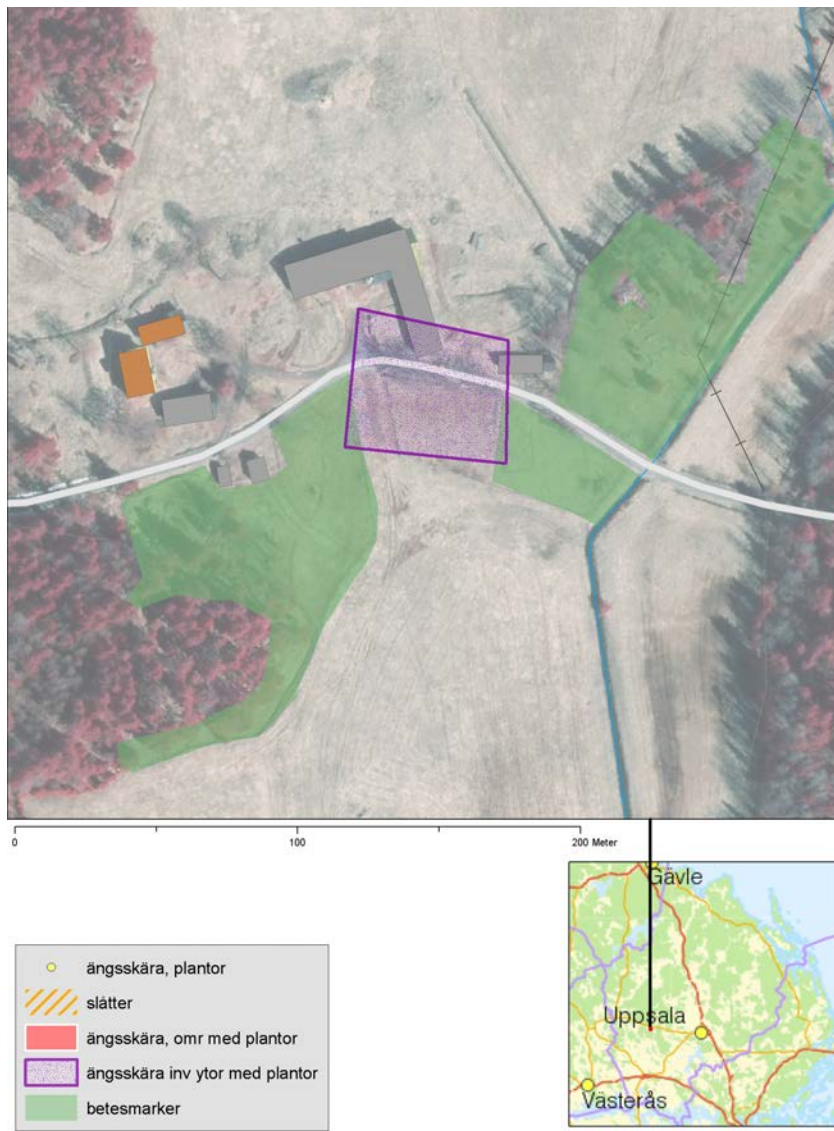 0 100 200 Meter
Gävle
Uppsala
Västerås
ängsskära, plantor
slåtter
ängsskära, omr med plantor
ängsskära inv ytor med plantor
betesmarker